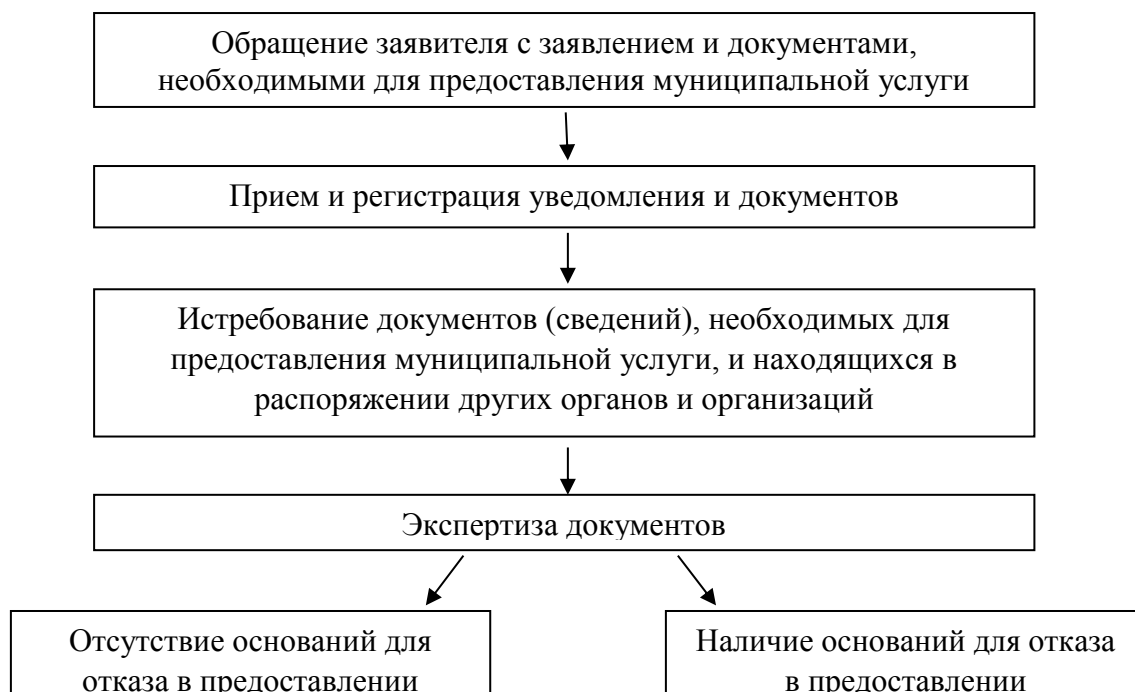 Обращение заявителя с заявлением и документами,
необходимыми для предоставления муниципальной услуги
Прием и регистрация уведомления и документов
Истребование документов (сведений), необходимых для
предоставления муниципальной услуги, и находящихся в
распоряжении других органов и организаций
Экспертиза документов
Отсутствие оснований для
отказа в предоставлении
Наличие оснований для отказа
в предоставлении